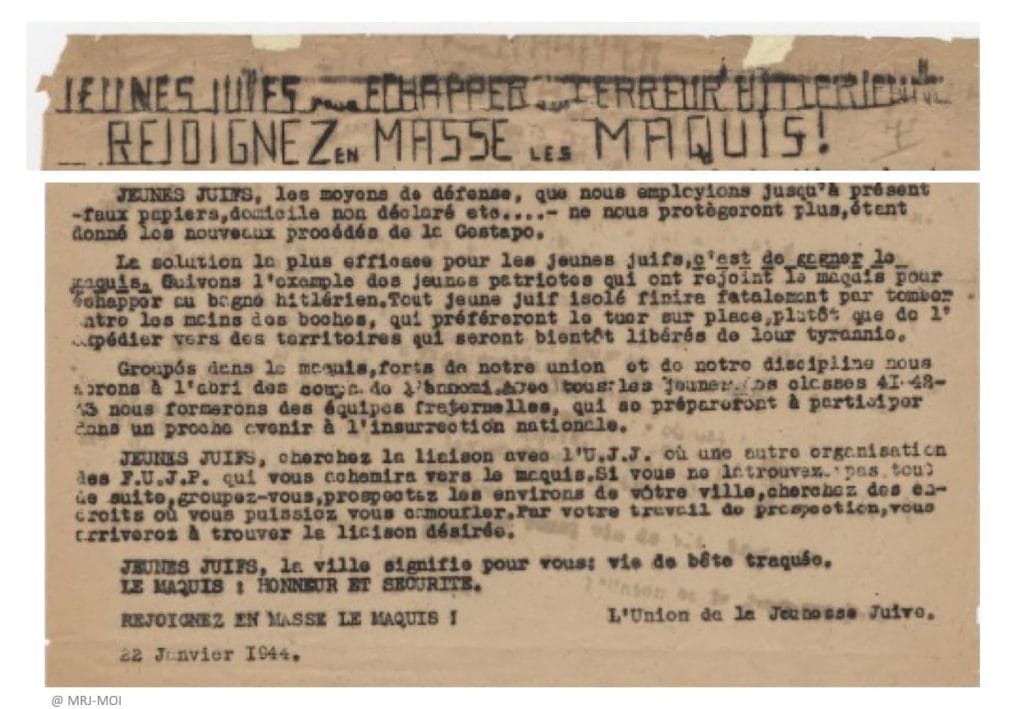 JEUNES JUIFS pour ECHAPPER à la TERREUR HITLERIENNE
REJOIGNEZ EN MASSE LES MAQUIS!
JEUNES JUIFS, les moyens de défense, que nous employions jusqu'à présent
-faux papiers,domicile non déclaré etc....- ne nous protègeront plus,étant
donné les nouveaux procédés de la Gestapo.
La solution la plus efficace pour les jeunes juifs,c'est de gagner le
maquis. Suivons l'exemple des jeunes patriotes qui ont rejoint le maquis pour
échapper au bagne hitlérien.Tout jeune juif isolé finira fatalement par tomber
entre les mains des boches, qui préféreront le tuer sur place,plutôt que de l'
expédier vers des territoires qui seront bientôt libérés de leur tyrannie.
Groupés dans le maquis,forts de notre union et de notre discipline nous
serons à l'abri des coups de l'ennemi.Avec tous les jeunes des classes 41-42-
43 nous formerons des équipes fraternelles, qui se prépareront à participer
dans un proche avenir à l'insurrection nationale.
JEUNES JUIFS, cherchez la liaison avec l'U.J.J. où une autre organisation
des F.U.J.P. qui vous achemira vers le maquis.Si vous ne latrouvez pas tout
de suite,groupez-vous,prospectez les environs de vôtre ville,cherchez des en-
droits où vous puissiez vous camoufler.Par votre travail de prospection,vous
arriverez à trouver la liaison désirée.
JEUNES JUIFS, la ville signifie pour vous: vie de bête traquée.
LE MAQUIS : HONNEUR ET SECURITE.
REJOIGNEZ EN MASSE LE MAQUIS ! L'Union de la Jeunesse Juive.
22 Janvier 1944.
@ MRJ-MOI